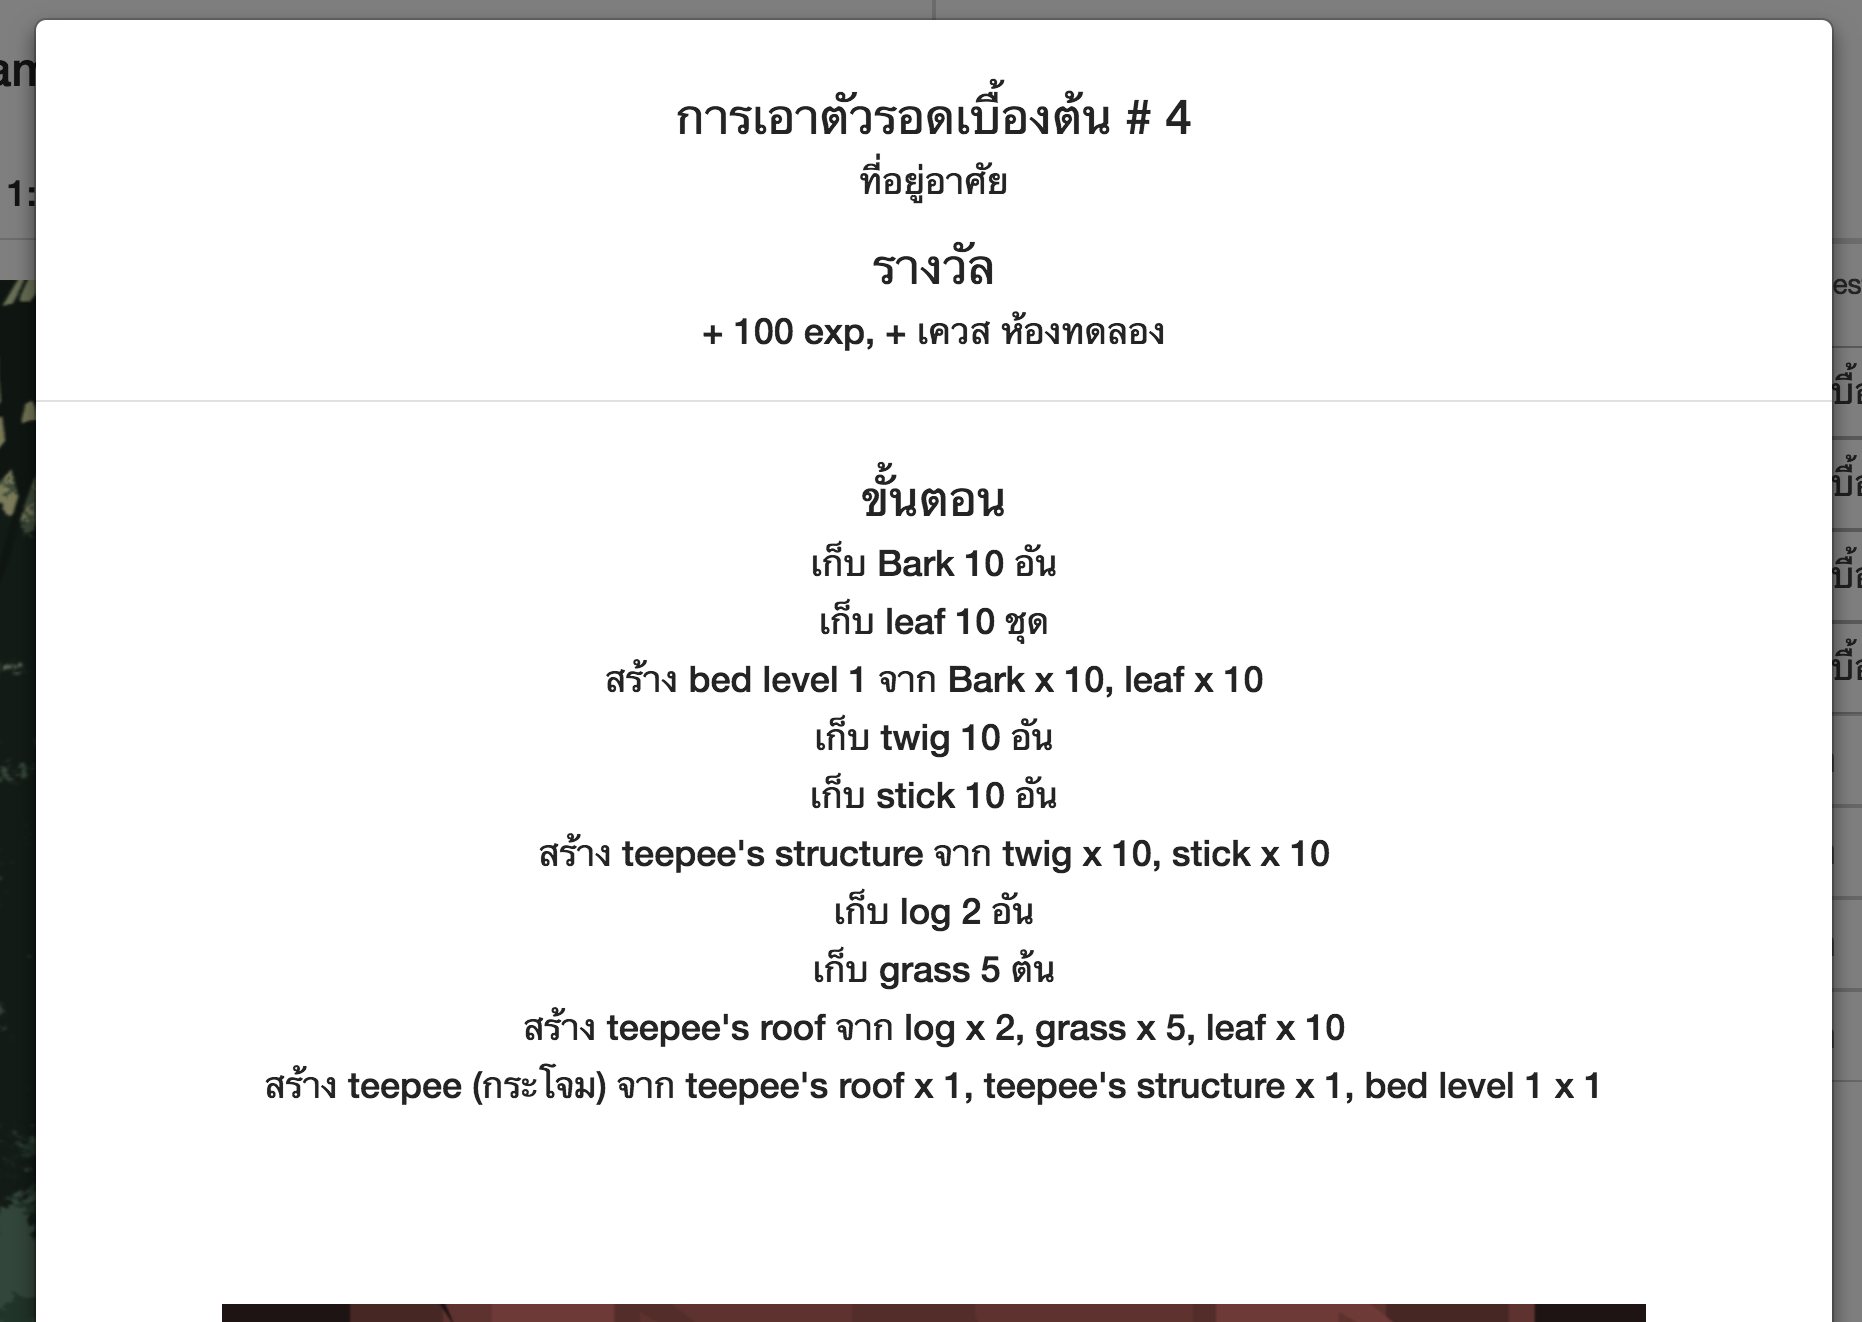 การเอาตัวรอดเบื้องต้น # 4
ที่อยู่อาศัย
รางวัล
+ 100 exp, + เควส ห้องทดลอง
ขั้นตอน
เก็บ Bark 10 อัน
เก็บ leaf 10 ชุด
สร้าง bed level 1 จาก Bark x 10, leaf x 10
เก็บ twig 10 อัน
เก็บ stick 10 อัน
สร้าง teepee's structure จาก twig x 10, stick x 10
เก็บ log 2 อัน
เก็บ grass 5 ต้น
สร้าง teepee's roof จาก log x 2, grass x 5, leaf x 10
สร้าง teepee (กระโจม) จาก teepee's roof x 1, teepee's structure x 1, bed level 1 x 1